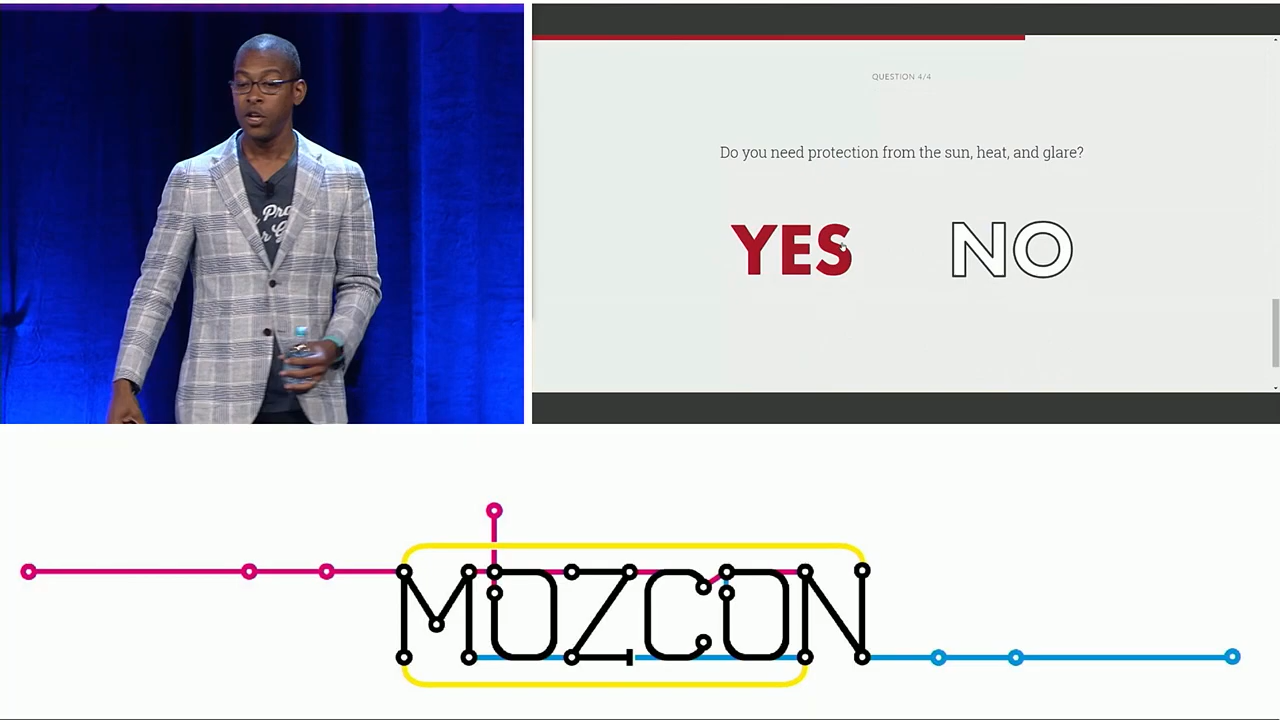 QUESTION 4/4
Do you need protection from the sun, heat, and glare?
YES NO
MOZCON